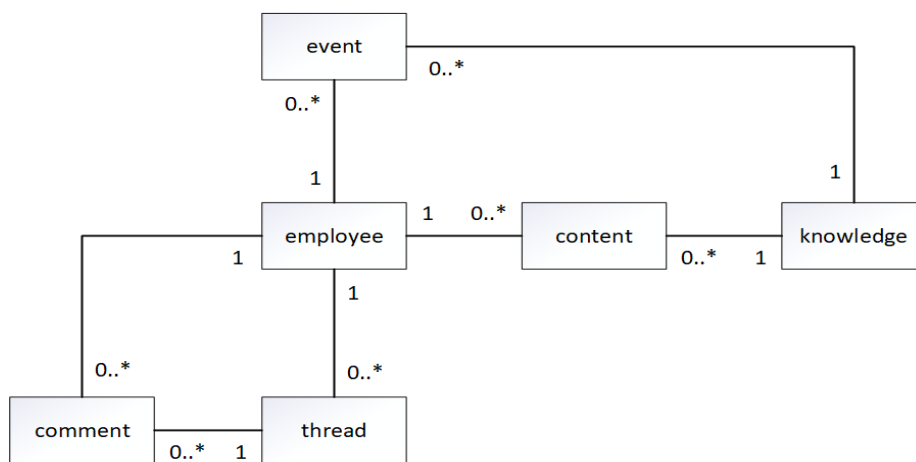 event
0..*
0..*
1
1
employee
1
0..*
content
knowledge
1
0..*
1
1
0..*
0..*
comment
0..*
1
thread